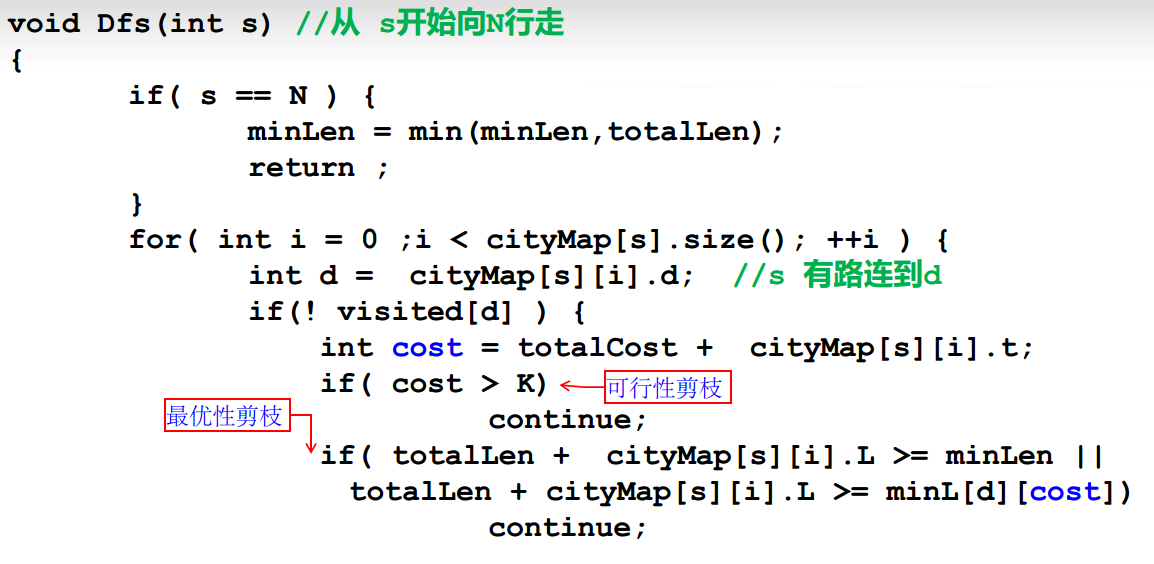 void Dfs(int s) //从 s开始向N行走
{
if( s == N ) {
minLen = min(minLen,totalLen);
return ;
}
for( int i = 0 ;i < cityMap[s].size(); ++i ) {
int d =  cityMap[s][i].d;  //s 有路连到d
if(! visited[d] ) {
int cost = totalCost +  cityMap[s][i].t;
if( cost > K) 可行性剪枝
continue;
最优性剪枝
if( totalLen +  cityMap[s][i].L >= minLen ||
totalLen + cityMap[s][i].L >= minL[d][cost])
continue;